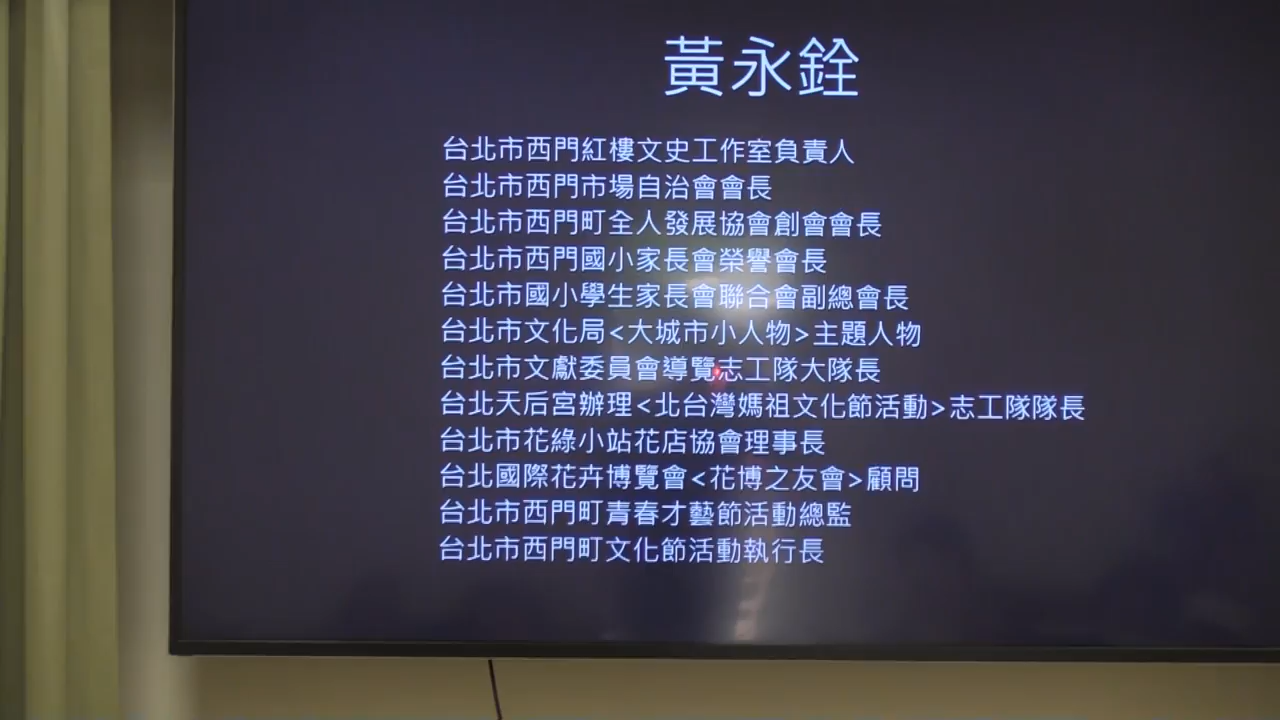 黃永銓
台北市西門紅樓文史工作室負責人
台北市西門市場自治會會長
台北市西門町全人發展協會創會會長
台北市西門國小家長會榮譽會長
台北市國小學生家長會聯合會副總會長
台北市文化局<大城市小人物>主題人物
台北市文獻委員會導覽志工隊大隊長
台北天后宮辦理<北台灣媽祖文化節活動>志工隊隊長
台北市花綠小站花店協會理事長
台北國際花卉博覽會<花博之友會>顧問
台北市西門町青春才藝節活動總監
台北市西門町文化節活動執行長